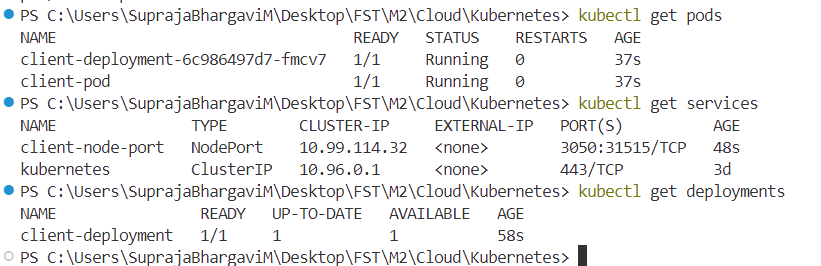 PS C:\Users\SuprajaBhargaviM\Desktop\FST\M2\Cloud\Kubernetes> kubectl get pods
NAME READY STATUS RESTARTS AGE
client-deployment-6c986497d7-fmcv7 1/1 Running 0 37s
client-pod 1/1 Running 0 37s
PS C:\Users\SuprajaBhargaviM\Desktop\FST\M2\Cloud\Kubernetes> kubectl get services
NAME TYPE CLUSTER-IP EXTERNAL-IP PORT(S) AGE
client-node-port NodePort 10.99.114.32 <none> 3050:31515/TCP 48s
kubernetes ClusterIP 10.96.0.1 <none> 443/TCP 3d
PS C:\Users\SuprajaBhargaviM\Desktop\FST\M2\Cloud\Kubernetes> kubectl get deployments
NAME READY UP-TO-DATE AVAILABLE AGE
client-deployment 1/1 1 1 58s
PS C:\Users\SuprajaBhargaviM\Desktop\FST\M2\Cloud\Kubernetes>